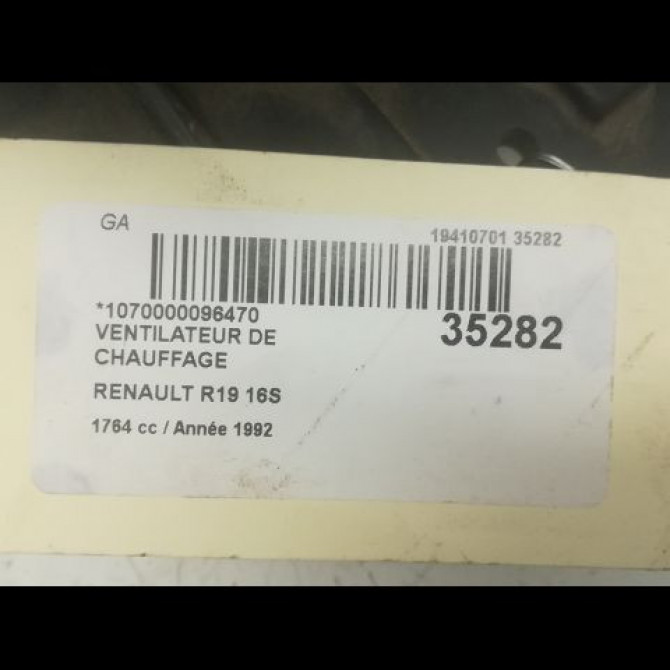 GA
19410701 35282
*1070000096470
35282
VENTILATEUR DE
CHAUFFAGE
RENAULT R19 16S
1764 cc / Année 1992